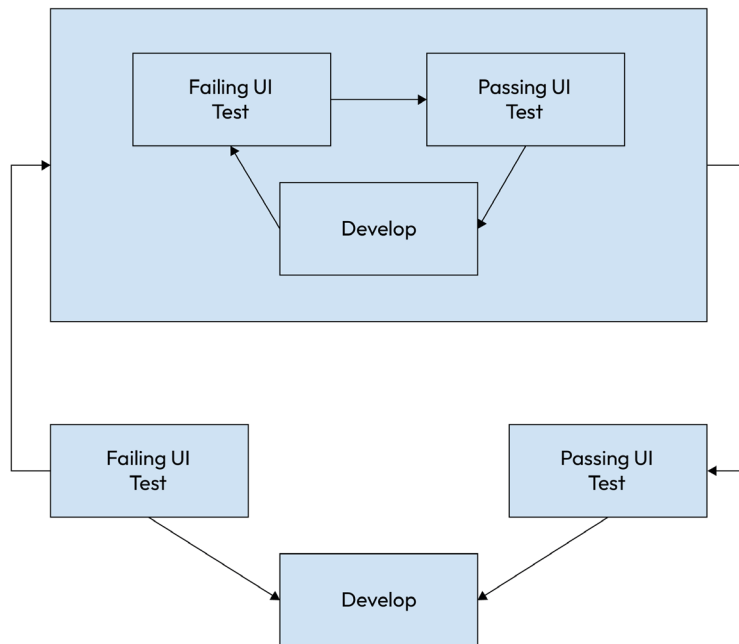 Failing UI
Test
Passing UI
Test
Develop
Failing UI
Test
Passing UI
Test
Develop